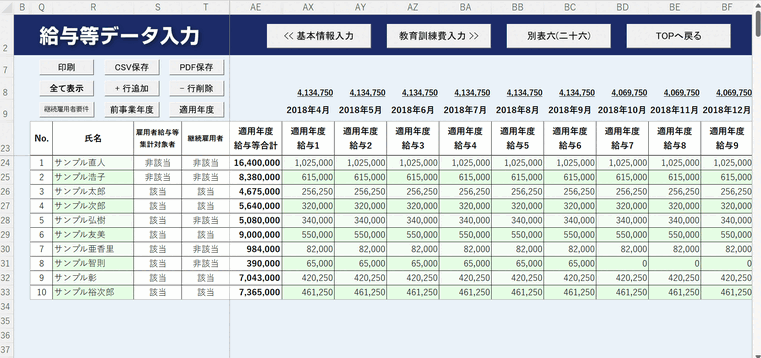 B Q R S T AE AX AY AZ BA BB BC BD BE BF
2 給与等データ入力 << 基本情報入力 教育訓練費入力 >> 別表六(二十六) TOPへ戻る
7 印刷 CSV保存 PDF保存
8 全て表示 + 行追加 − 行削除 4,134,750 4,134,750 4,134,750 4,134,750 4,134,750 4,134,750 4,069,750 4,069,750 4,069,750
9 継続雇用者要件 前事業年度 適用年度 2018年4月 2018年5月 2018年6月 2018年7月 2018年8月 2018年9月 2018年10月 2018年11月 2018年12月
雇用者給与等 適用年度 適用年度 適用年度 適用年度 適用年度 適用年度 適用年度 適用年度 適用年度 適用年度
23 No. 氏名 集計対象者 継続雇用者 給与等合計 給与1 給与2 給与3 給与4 給与5 給与6 給与7 給与8 給与9
24 1 サンプル直人 非該当 非該当 16,400,000 1,025,000 1,025,000 1,025,000 1,025,000 1,025,000 1,025,000 1,025,000 1,025,000 1,025,000
25 2 サンプル浩子 非該当 非該当 8,380,000 615,000 615,000 615,000 615,000 615,000 615,000 615,000 615,000 615,000
26 3 サンプル太郎 該当 該当 4,675,000 256,250 256,250 256,250 256,250 256,250 256,250 256,250 256,250 256,250
27 4 サンプル次郎 該当 該当 5,640,000 320,000 320,000 320,000 320,000 320,000 320,000 320,000 320,000 320,000
28 5 サンプル弘樹 該当 該当 5,080,000 340,000 340,000 340,000 340,000 340,000 340,000 340,000 340,000 340,000
29 6 サンプル友美 該当 該当 9,000,000 550,000 550,000 550,000 550,000 550,000 550,000 550,000 550,000 550,000
30 7 サンプル亜香里 該当 非該当 984,000 82,000 82,000 82,000 82,000 82,000 82,000 82,000 82,000 82,000
31 8 サンプル智則 該当 非該当 390,000 65,000 65,000 65,000 65,000 65,000 65,000 0 0 0
32 9 サンプル彰 該当 該当 7,043,000 420,250 420,250 420,250 420,250 420,250 420,250 420,250 420,250 420,250
33 10 サンプル裕次郎 該当 該当 7,365,000 461,250 461,250 461,250 461,250 461,250 461,250 461,250 461,250 461,250
34
35
36
37